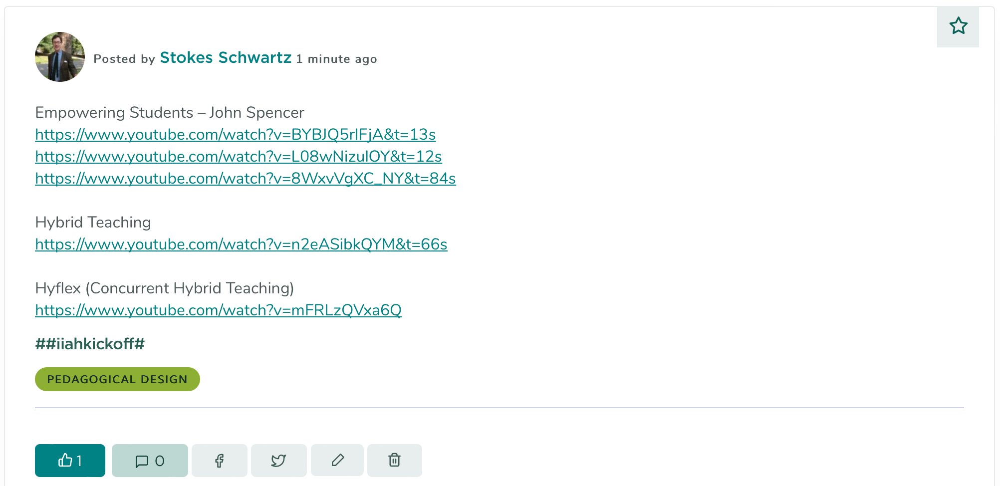 Posted by Stokes Schwartz 1 minute ago
Empowering Students – John Spencer
https://www.youtube.com/watch?v=BYBJQ5rIFjA&t=13s
https://www.youtube.com/watch?v=L08wNizuIOY&t=12s
https://www.youtube.com/watch?v=8WxvVgXC_NY&t=84s
Hybrid Teaching
https://www.youtube.com/watch?v=n2eASibkQYM&t=66s
Hyflex (Concurrent Hybrid Teaching)
https://www.youtube.com/watch?v=mFRLzQVxa6Q
##iiahkickoff#
PEDAGOGICAL DESIGN
1
0